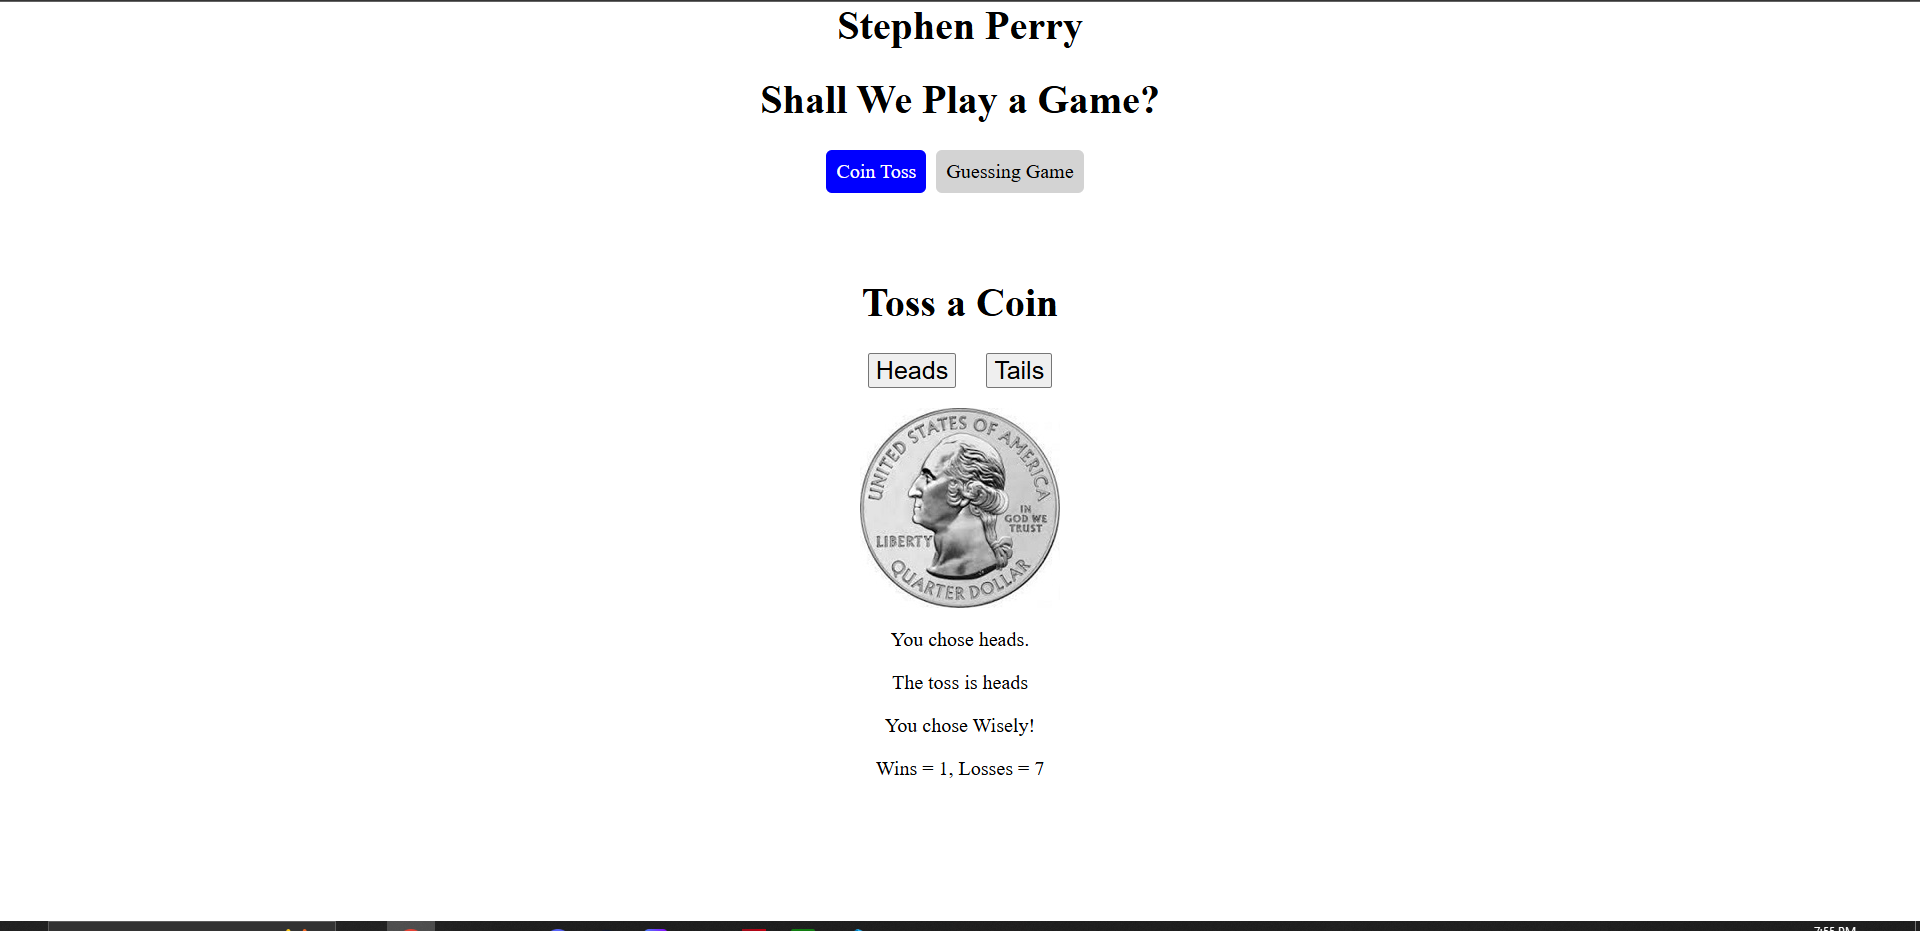 Stephen Perry
Shall We Play a Game?
Coin Toss Guessing Game
Toss a Coin
Heads Tails
UNITED STATES OF AMERICA
IN
GOD WE
TRUST
LIBERTY
QUARTER DOLLAR
You chose heads.
The toss is heads
You chose Wisely!
Wins = 1, Losses = 7